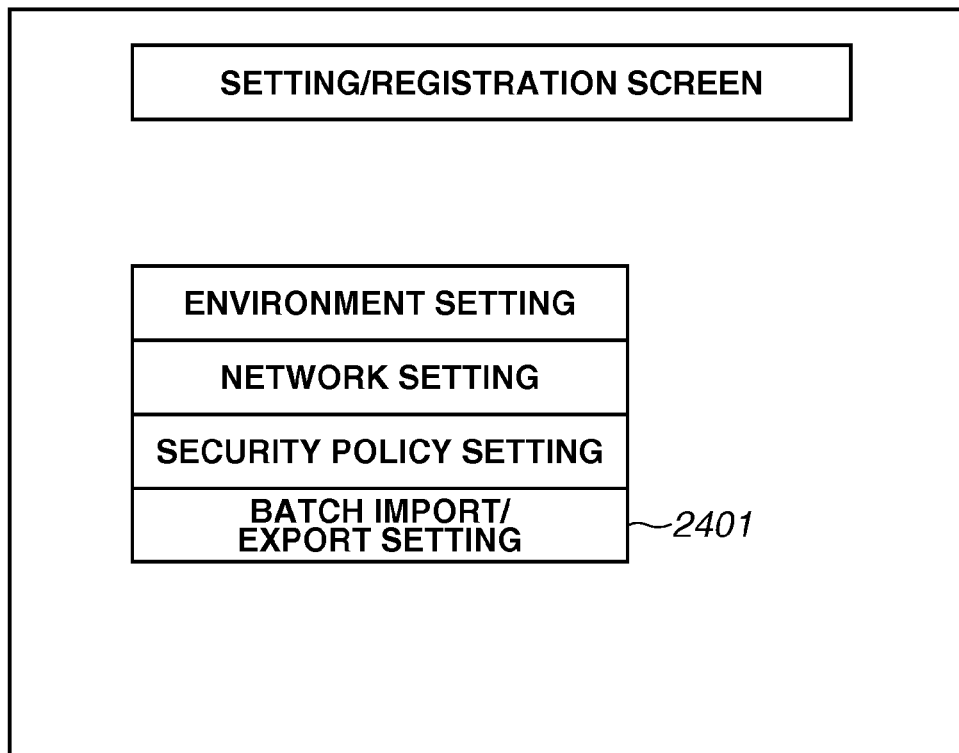 SETTING/REGISTRATION SCREEN
ENVIRONMENT SETTING
NETWORK SETTING
SECURITY POLICY SETTING
BATCH IMPORT/
EXPORT SETTING
2401